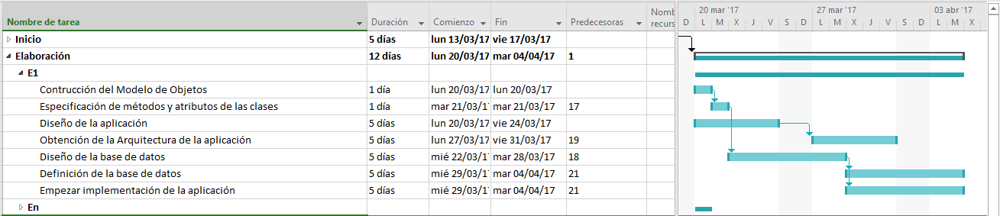 Nombre de tarea Duración Comienzo Fin Predecesoras Nomb recurs
20 mar '17 27 mar '17 03 abr '17
D L M X J V S D L M X J V S D L M X
Inicio 5 días lun 13/03/17 vie 17/03/17
Elaboración 12 días lun 20/03/17 mar 04/04/17 1
E1
Contrucción del Modelo de Objetos 1 día lun 20/03/17 lun 20/03/17
Especificación de métodos y atributos de las clases 1 día mar 21/03/17 mar 21/03/17 17
Diseño de la aplicación 5 días lun 20/03/17 vie 24/03/17
Obtención de la Arquitectura de la aplicación 5 días lun 27/03/17 vie 31/03/17 19
Diseño de la base de datos 5 días mié 22/03/17 mar 28/03/17 18
Definición de la base de datos 5 días mié 29/03/17 mar 04/04/17 21
Empezar implementación de la aplicación 5 días mié 29/03/17 mar 04/04/17 21
En